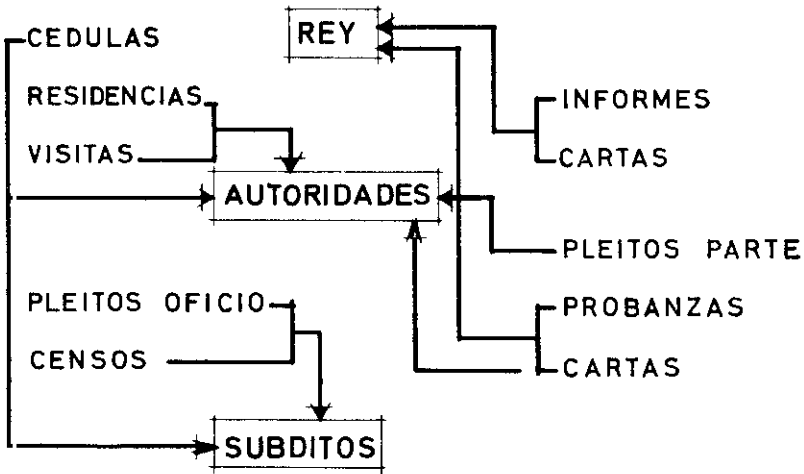 CEDULAS
REY
RESIDENCIAS
INFORMES
VISITAS
CARTAS
AUTORIDADES
PLEITOS PARTE
PLEITOS OFICIO
PROBANZAS
CENSOS
CARTAS
SUBDITOS